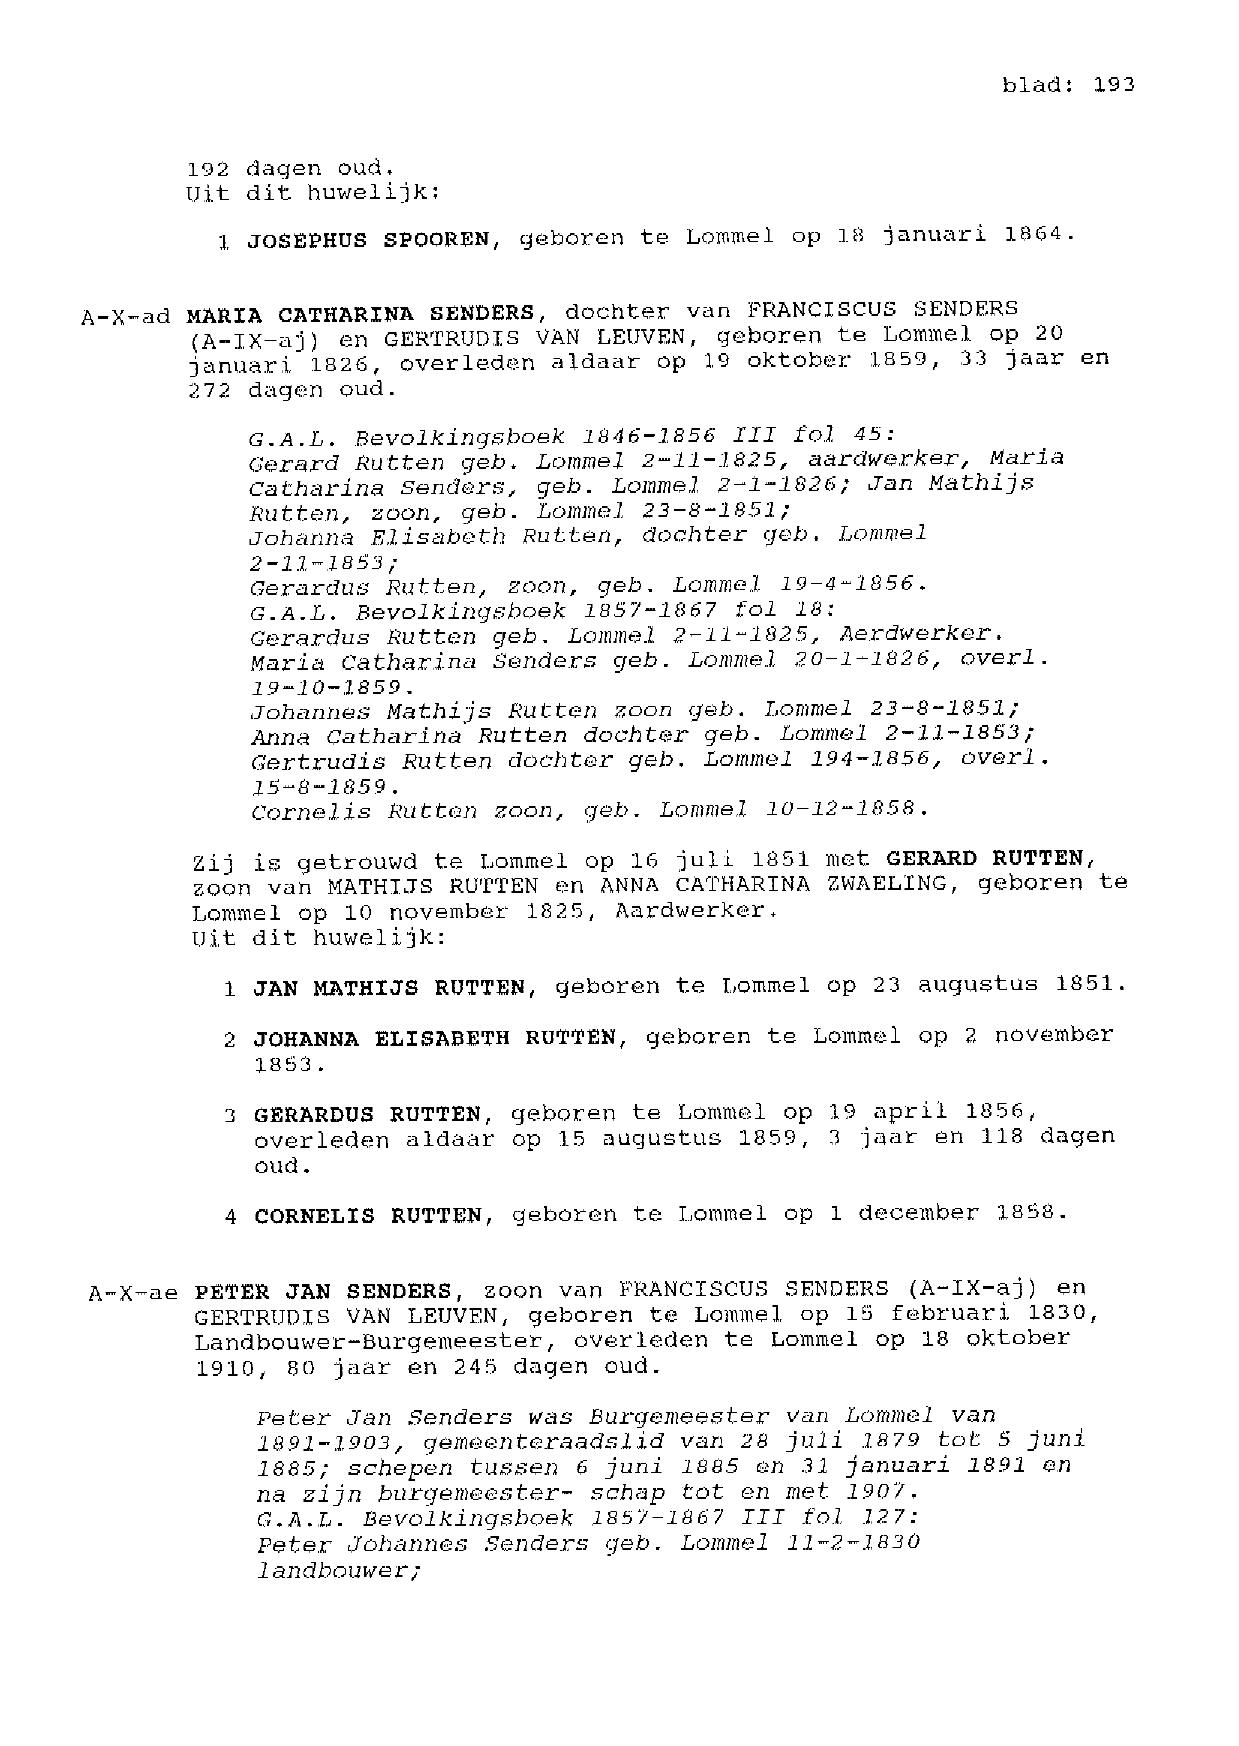 blad: 193
192 dagen oud.
Uit dit huwelijk:
1 JOSEPHUS SPOOREN, geboren te Lommel op 18 januari 1864.
A-X-ad MARIA CATHARINA SENDERS, dochter van FRANCISCUS SENDERS
(A-IX-aj) en GERTRUDIS VAN LEUVEN, geboren te Lommel op 20
januari 1826, overleden aldaar op 19 oktober 1859, 33 jaar en
272 dagen oud.
G.A.L. Bevolkingsboek 1846-1856 III fol 45:
Gerard Rutten geb. Lommel 2-11-1825, aardwerker, Maria
Catharina Senders, geb. Lommel 2-1-1826; Jan Mathijs
Rutten, zoon, geb. Lommel 23-8-1851;
Johanna Elisabeth Rutten, dochter geb. Lommel
2-11-1853;
Gerardus Rutten, zoon, geb. Lommel 19-4-1856.
G.A.L. Bevolkingsboek 1857-1867 fol 18:
Gerardus Rutten geb. Lommel 2-11-1825, Aerdwerker.
Maria Catharina Senders geb. Lommel 20-1-1826, overl.
19-10-1859.
Johannes Mathijs Rutten zoon geb. Lommel 23-8-1851;
Anna Catharina Rutten dochter geb. Lommel 2-11-1853;
Gertrudis Rutten dochter geb. Lommel 194-1856, overl.
15-8-1859.
Cornelis Rutten zoon, geb. Lommel 10-12-1858.
Zij is getrouwd te Lommel op 16 juli 1851 met GERARD RUTTEN,
zoon van MATHIJS RUTTEN en ANNA CATHARINA ZWAELING, geboren te
Lommel op 10 november 1825, Aardwerker.
Uit dit huwelijk:
1 JAN MATHIJS RUTTEN, geboren te Lommel op 23 augustus 1851.
2 JOHANNA ELISABETH RUTTEN, geboren te Lommel op 2 november
1853.
3 GERARDUS RUTTEN, geboren te Lommel op 19 april 1856,
overleden aldaar op 15 augustus 1859, 3 jaar en 118 dagen
oud.
4 CORNELIS RUTTEN, geboren te Lommel op 1 december 1858.
A-X-ae PETER JAN SENDERS, zoon van FRANCISCUS SENDERS (A-IX-aj) en
GERTRUDIS VAN LEUVEN, geboren te Lommel op 15 februari 1830,
Landbouwer-Burgemeester, overleden te Lommel op 18 oktober
1910, 80 jaar en 245 dagen oud.
Peter Jan Senders was Burgemeester van Lommel van
1891-1903, gemeenteraadslid van 28 juli 1879 tot 5 juni
1885; schepen tussen 6 juni 1885 en 31 januari 1891 en
na zijn burgemeester- schap tot en met 1907.
G.A.L. Bevolkingsboek 1857-1867 III fol 127:
Peter Johannes Senders geb. Lommel 11-2-1830
landbouwer;